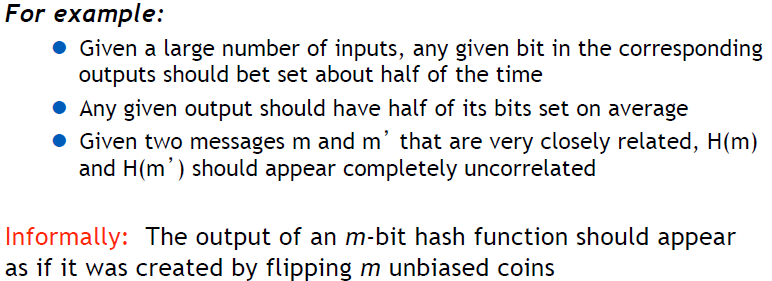 For example:
● Given a large number of inputs, any given bit in the corresponding
outputs should bet set about half of the time
● Any given output should have half of its bits set on average
● Given two messages m and m’ that are very closely related, H(m)
and H(m’) should appear completely uncorrelated
Informally: The output of an m-bit hash function should appear
as if it was created by flipping m unbiased coins